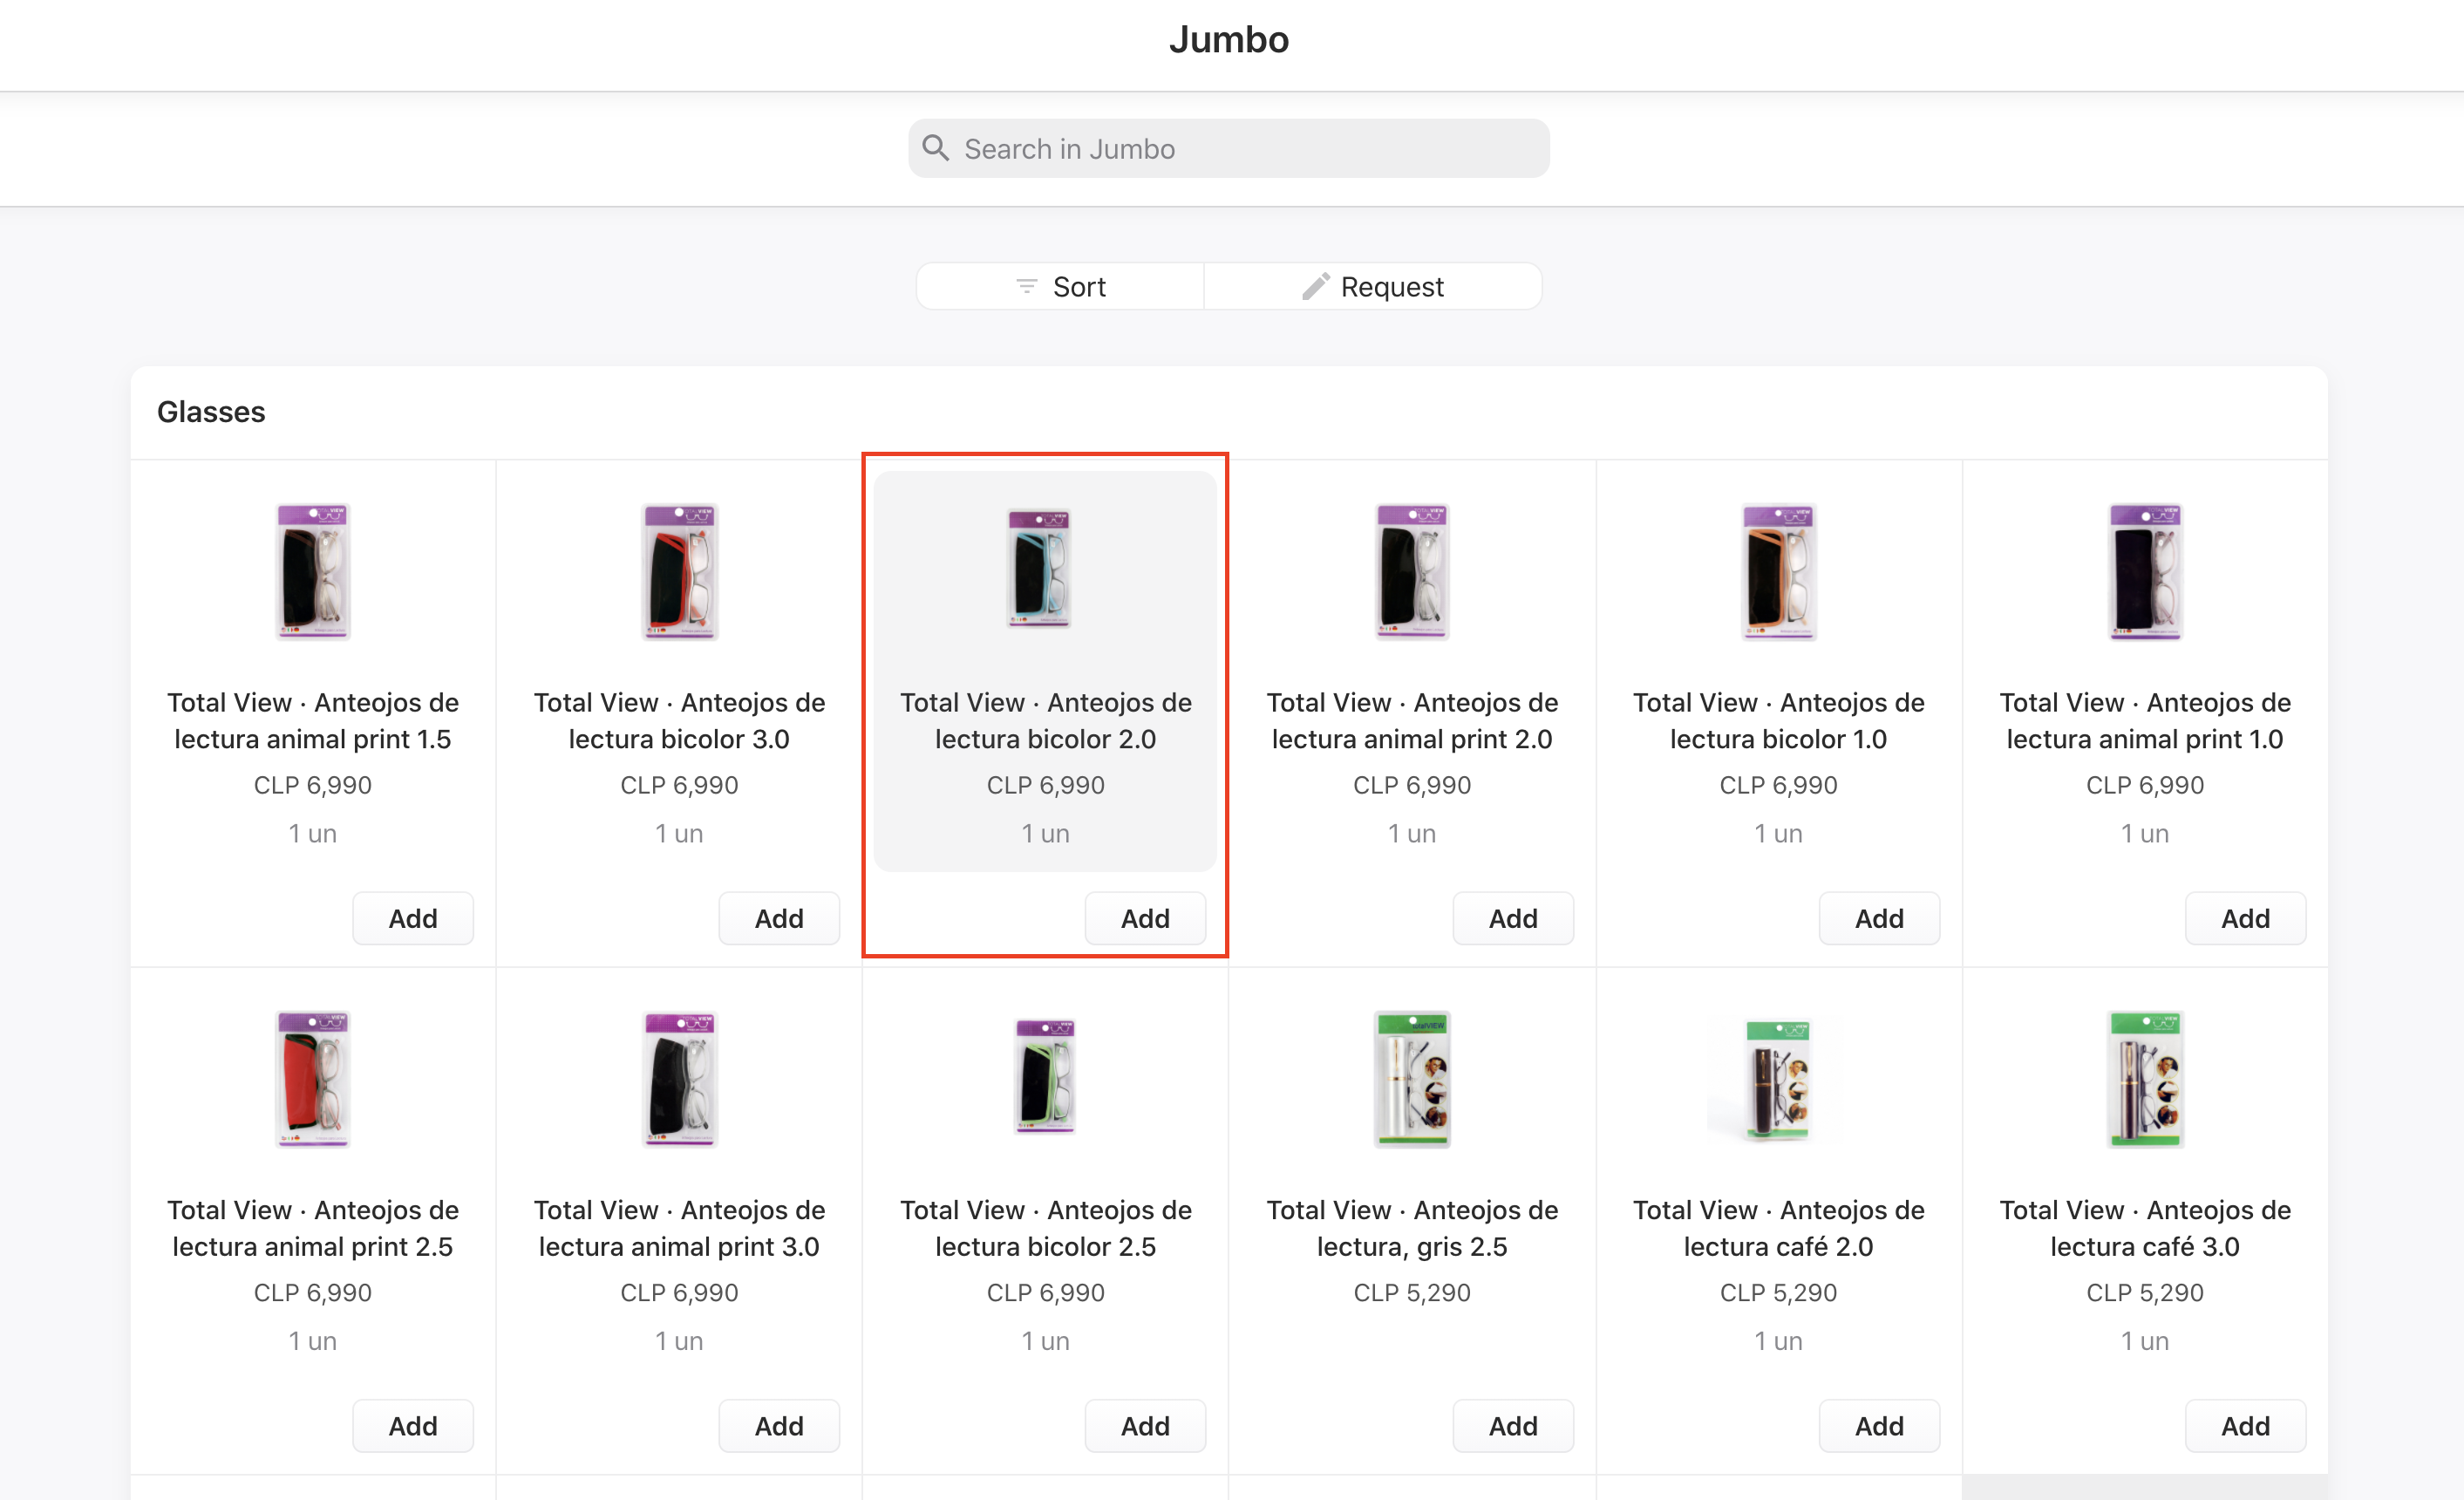 Jumbo
Search in Jumbo
Sort
Request
Glasses
Total View · Anteojos de
lectura animal print 1.5
CLP 6,990
1 un
Add
Total View · Anteojos de
lectura bicolor 3.0
CLP 6,990
1 un
Add
Total View · Anteojos de
lectura bicolor 2.0
CLP 6,990
1 un
Add
Total View · Anteojos de
lectura animal print 2.0
CLP 6,990
1 un
Add
Total View · Anteojos de
lectura bicolor 1.0
CLP 6,990
1 un
Add
Total View · Anteojos de
lectura animal print 1.0
CLP 6,990
1 un
Add
Total View · Anteojos de
lectura animal print 2.5
CLP 6,990
1 un
Add
Total View · Anteojos de
lectura animal print 3.0
CLP 6,990
1 un
Add
Total View · Anteojos de
lectura bicolor 2.5
CLP 6,990
1 un
Add
Total View · Anteojos de
lectura, gris 2.5
CLP 5,290
Add
Total View · Anteojos de
lectura café 2.0
CLP 5,290
1 un
Add
Total View · Anteojos de
lectura café 3.0
CLP 5,290
1 un
Add